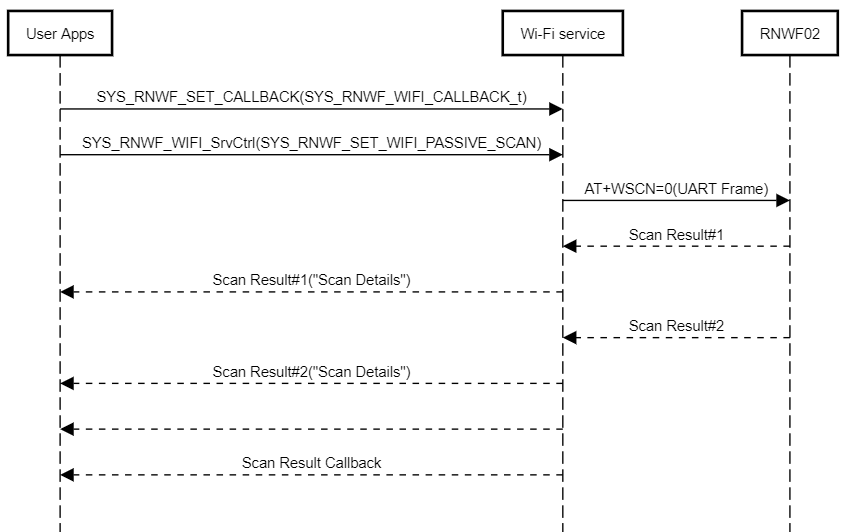 User Apps
Wi-Fi service
RNWF02
SYS_RNWF_SET_CALLBACK(SYS_RNWF_WIFI_CALLBACK_t)
SYS_RNWF_WIFI_SrvCtrl(SYS_RNWF_SET_WIFI_PASSIVE_SCAN)
AT+WSCN=0(UART Frame)
Scan Result#1
Scan Result#1("Scan Details")
Scan Result#2
Scan Result#2("Scan Details")
Scan Result Callback